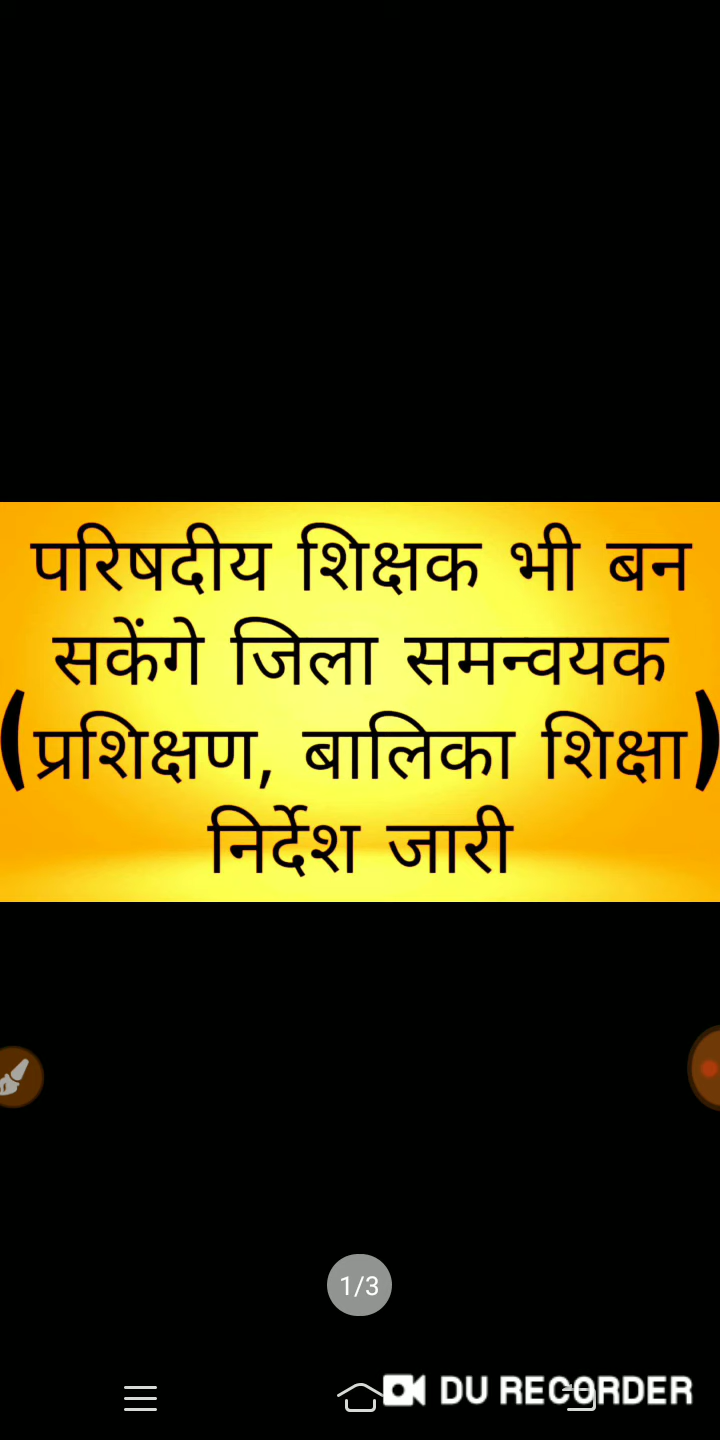 परिषदीय शिक्षक भी बन
सकेंगे जिला समन्वयक
(प्रशिक्षण, बालिका शिक्षा)
निर्देश जारी
1/3
DU RECORDER